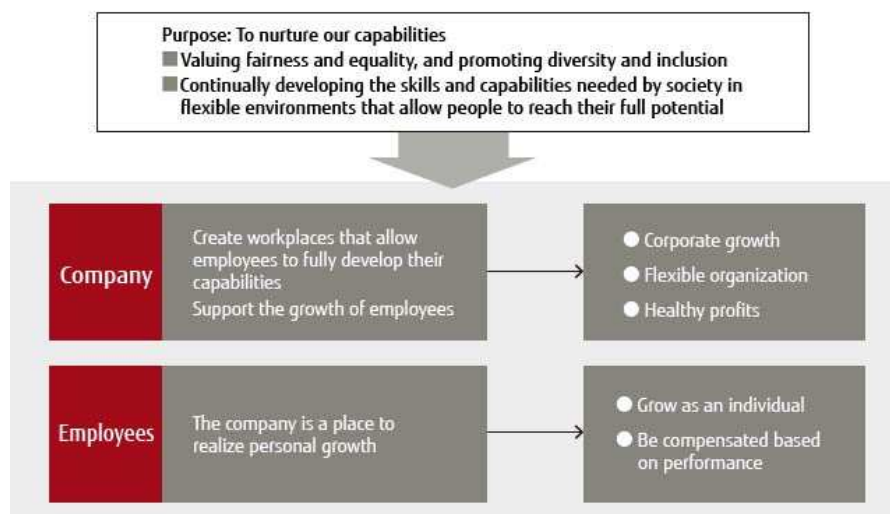 Purpose: To nurture our capabilities
Valuing fairness and equality, and promoting diversity and inclusion
Continually developing the skills and capabilities needed by society in
flexible environments that allow people to reach their full potential
Company
Create workplaces that allow
employees to fully develop their
capabilities
Support the growth of employees
Corporate growth
Flexible organization
Healthy profits
Employees
The company is a place to
realize personal growth
Grow as an individual
Be compensated based
on performance